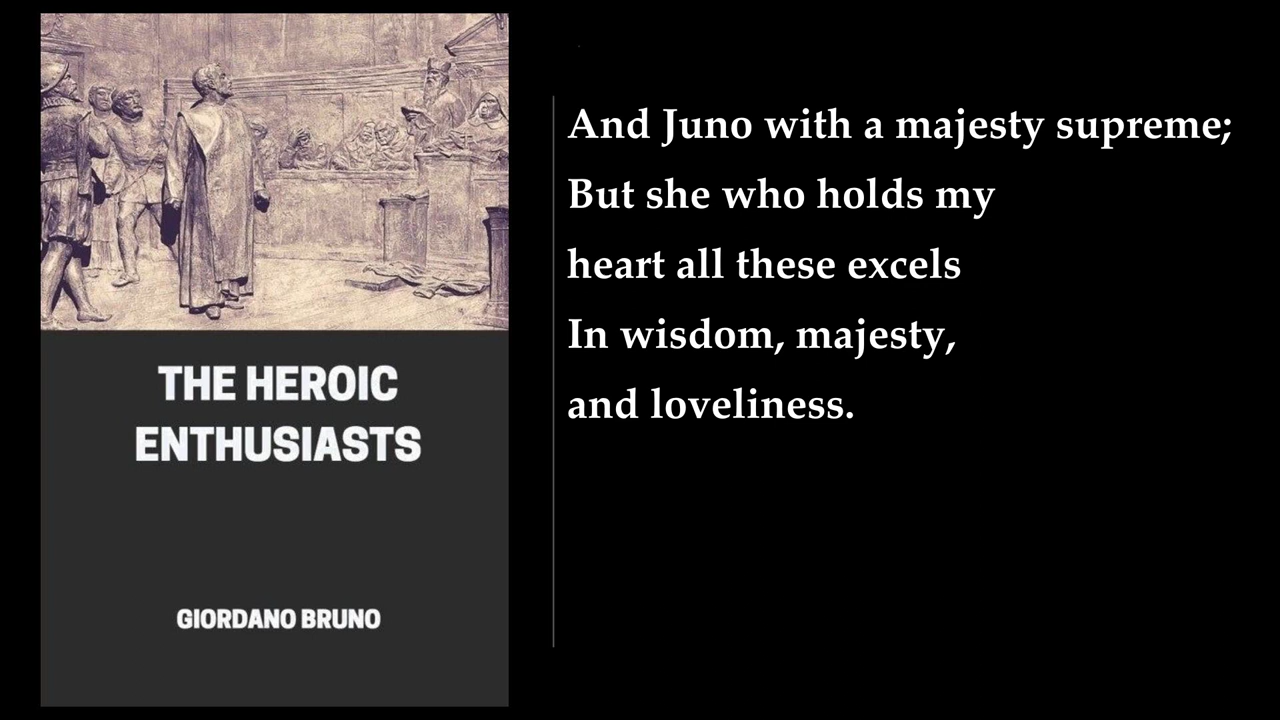 THE HEROIC
ENTHUSIASTS
GIORDANO BRUNO
And Juno with a majesty supreme;
But she who holds my
heart all these excels
In wisdom, majesty,
and loveliness.